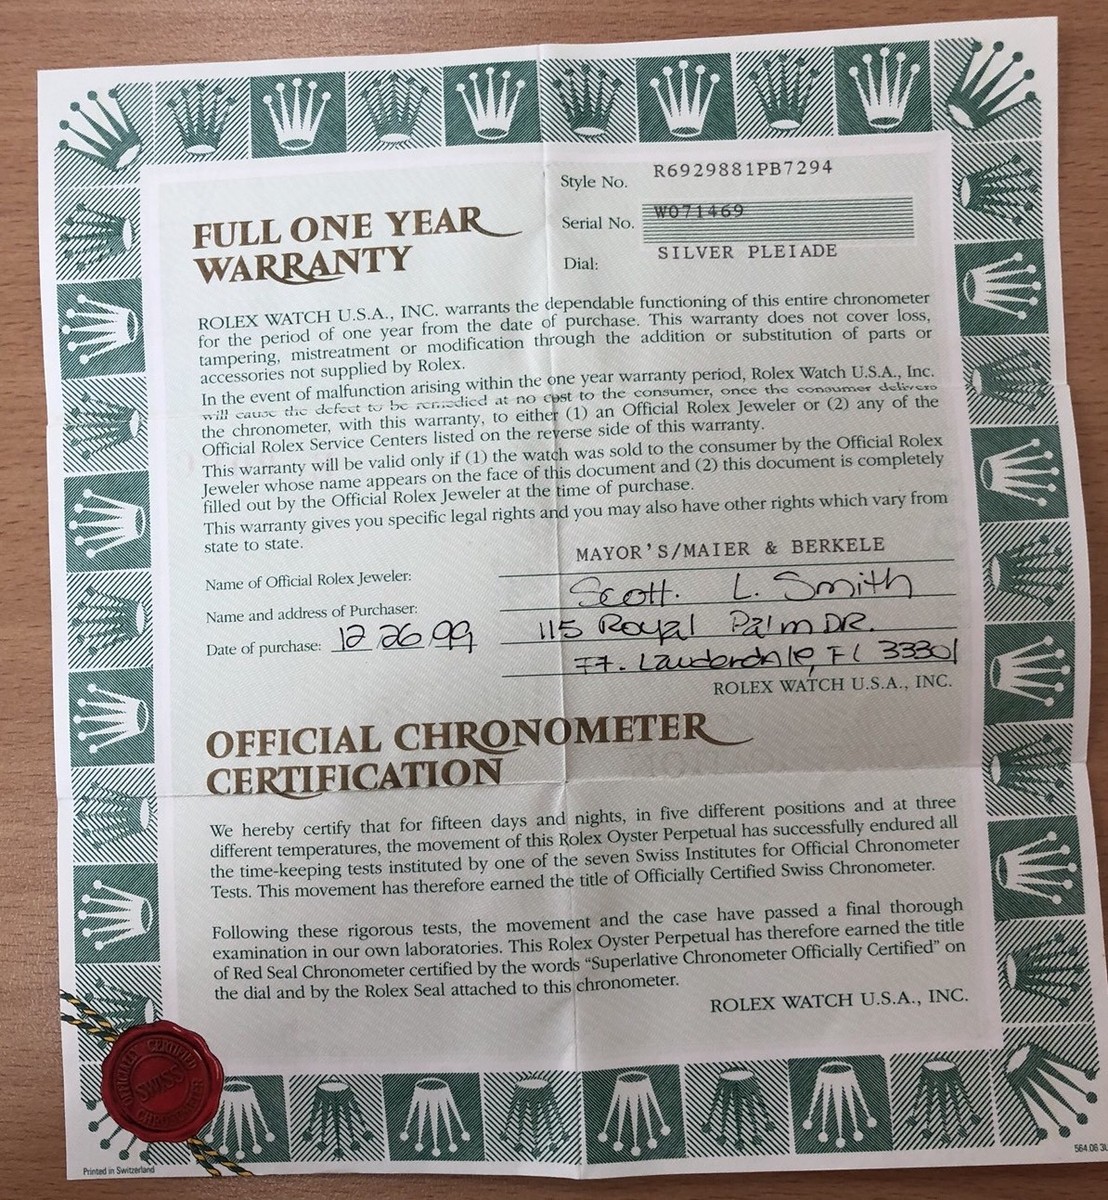 Style No. R6929881PB7294
Serial No. W071469
Dial: SILVER PLEIADE
FULL ONE YEAR
WARRANTY
ROLEX WATCH U.S.A., INC. warrants the dependable functioning of this entire chronometer
for the period of one year from the date of purchase. This warranty does not cover loss,
tampering, mistreatment or modification through the addition or substitution of parts or
accessories not supplied by Rolex.
In the event of malfunction arising within the one year warranty period, Rolex Watch U.S.A., Inc.
will cause the defect to be remedied at no cost to the consumer, once the consumer delivers
the chronometer, with this warranty, to either (1) an Official Rolex Jeweler or (2) any of the
Official Rolex Service Centers listed on the reverse side of this warranty.
This warranty will be valid only if (1) the watch was sold to the consumer by the Official Rolex
Jeweler whose name appears on the face of this document and (2) this document is completely
filled out by the Official Rolex Jeweler at the time of purchase.
This warranty gives you specific legal rights and you may also have other rights which vary from
state to state.
Name of Official Rolex Jeweler: MAYOR'S/MAIER & BERKELE
Name and address of Purchaser: Scott. L. Smith
Date of purchase: 12 26 99 115 Royal Palm DR.
FT. Lauderdale, FL 33301
ROLEX WATCH U.S.A., INC.
OFFICIAL CHRONOMETER
CERTIFICATION
We hereby certify that for fifteen days and nights, in five different positions and at three
different temperatures, the movement of this Rolex Oyster Perpetual has successfully endured all
the time-keeping tests instituted by one of the seven Swiss Institutes for Official Chronometer
Tests. This movement has therefore earned the title of Officially Certified Swiss Chronometer.
Following these rigorous tests, the movement and the case have passed a final thorough
examination in our own laboratories. This Rolex Oyster Perpetual has therefore earned the title
of Red Seal Chronometer certified by the words “Superlative Chronometer Officially Certified” on
the dial and by the Rolex Seal attached to this chronometer.
ROLEX WATCH U.S.A., INC.
OFFICIALLY CERTIFIED
SWISS
CHRONOMETER
Printed in Switzerland
564.06